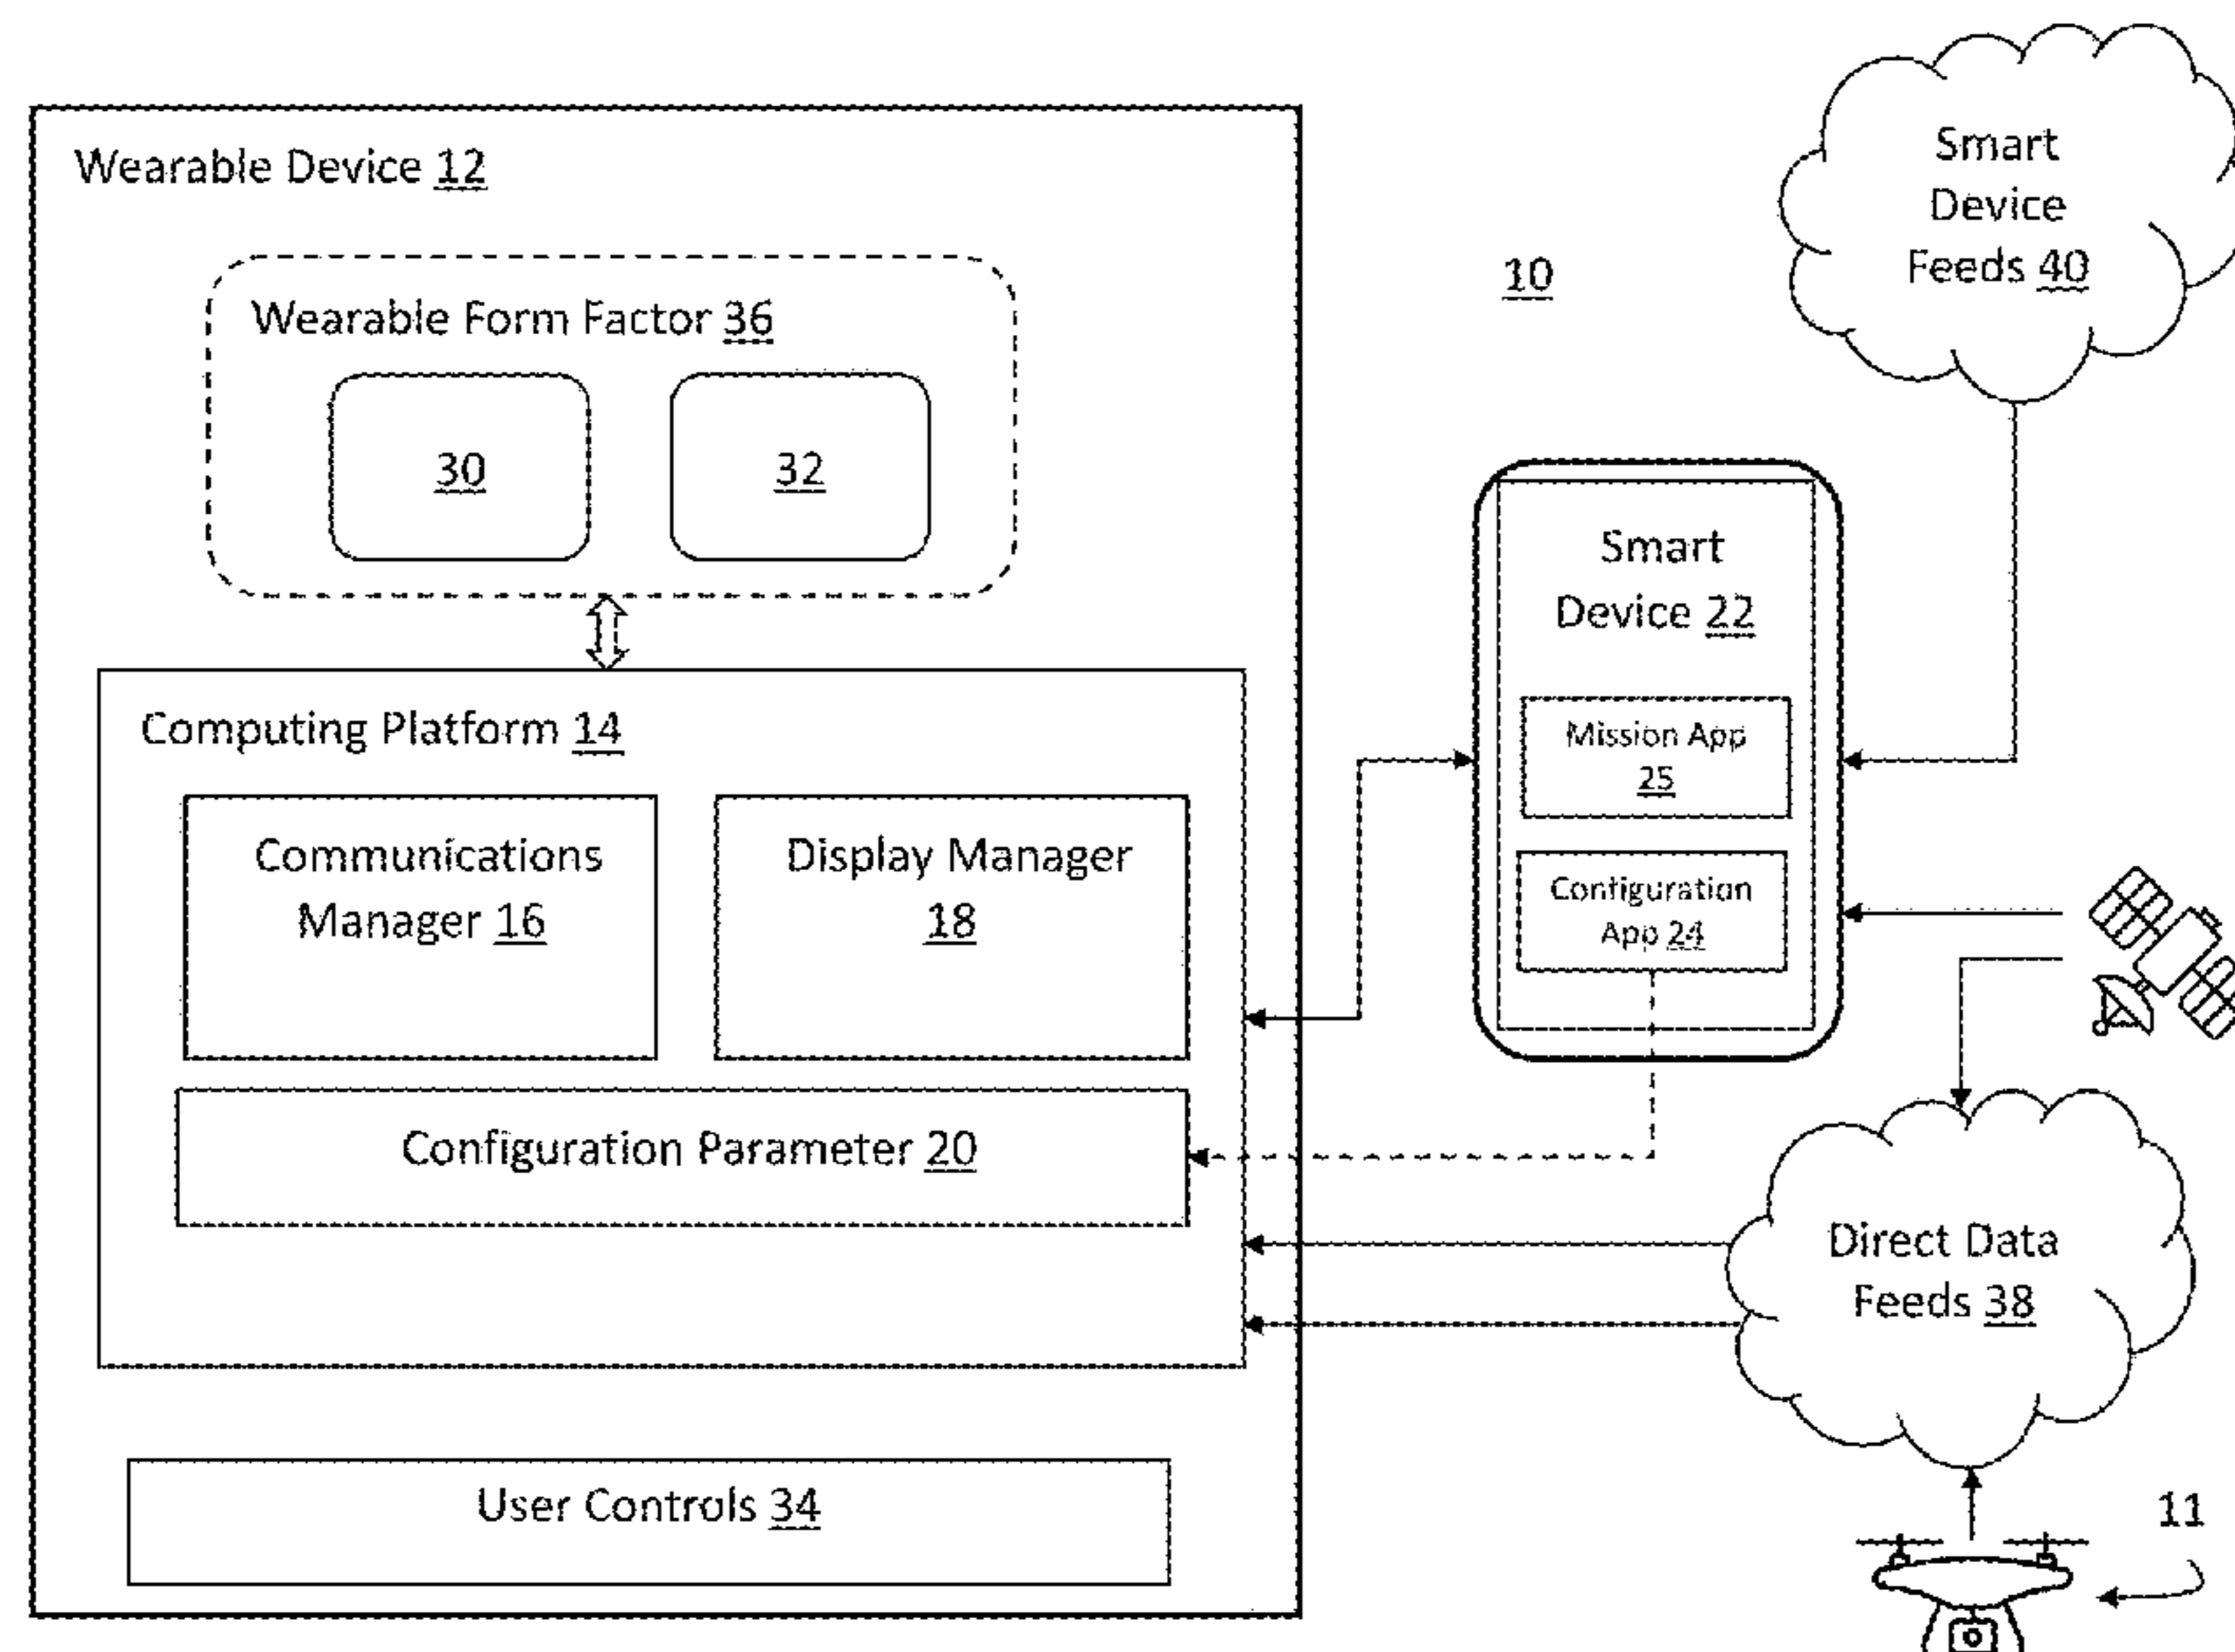 Wearable Device 12
Wearable Form Factor 36
30
32
Computing Platform 14
Communications
Manager 16
Display Manager
18
Configuration Parameter 20
User Controls 34
10
Smart
Device 22
Mission App
25
Configuration
App 24
Smart
Device
Feeds 40
Direct Data
Feeds 38
11